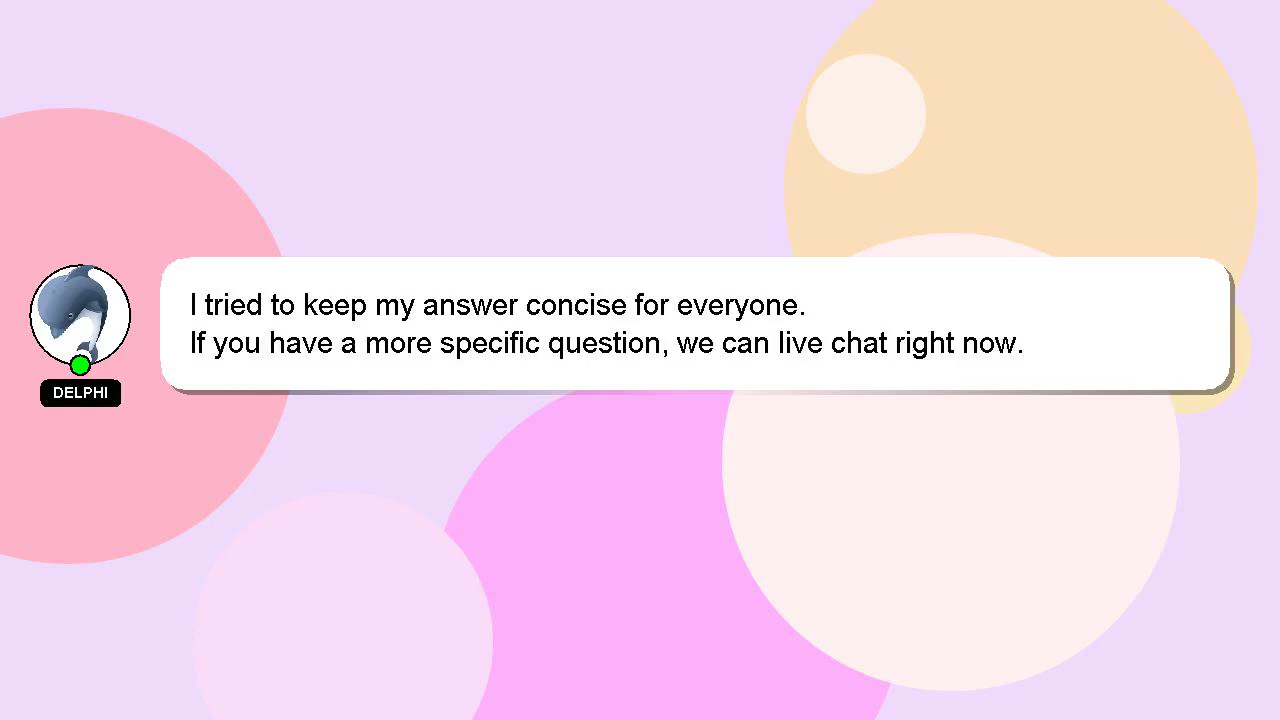 I tried to keep my answer concise for everyone.
If you have a more specific question, we can live chat right now.
DELPHI